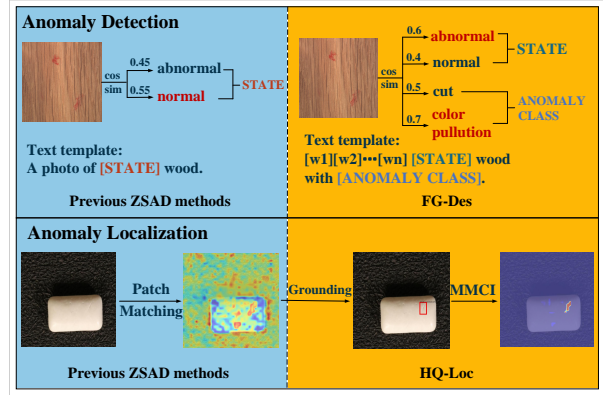 Anomaly Detection
cos
sim
0.45
abnormal
0.55
normal
STATE
Text template:
A photo of [STATE] wood.
Previous ZSAD methods
cos
sim
0.6
abnormal
0.4
normal
STATE
0.5
cut
0.7
color
pullution
ANOMALY
CLASS
Text template:
[w1][w2]•••[wn] [STATE] wood
with [ANOMALY CLASS].
FG-Des
Anomaly Localization
Patch
Matching
Previous ZSAD methods
Grounding
MMCI
HQ-Loc